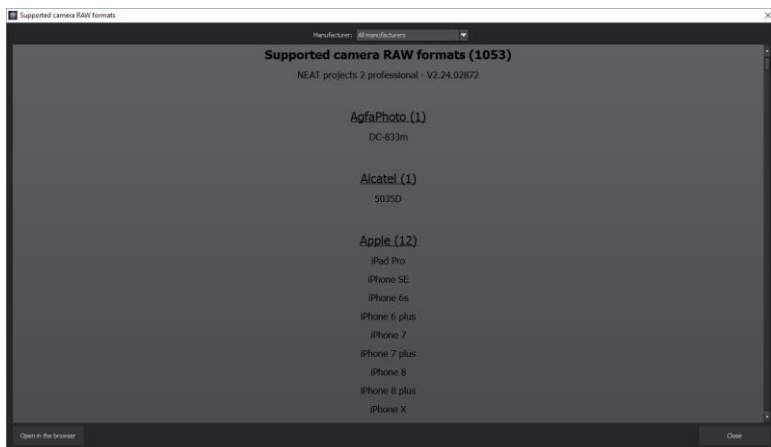 Supported camera RAW formats
Manufacturer: All manufacturers
Supported camera RAW formats (1053)
NEAT projects 2 professional - V2.24.02872
AgfaPhoto (1)
DC-833m
Alcatel (1)
5035D
Apple (12)
iPad Pro
iPhone SE
iPhone 6s
iPhone 6 plus
iPhone 7
iPhone 7 plus
iPhone 8
iPhone 8 plus
iPhone X
Open in the browser
Close